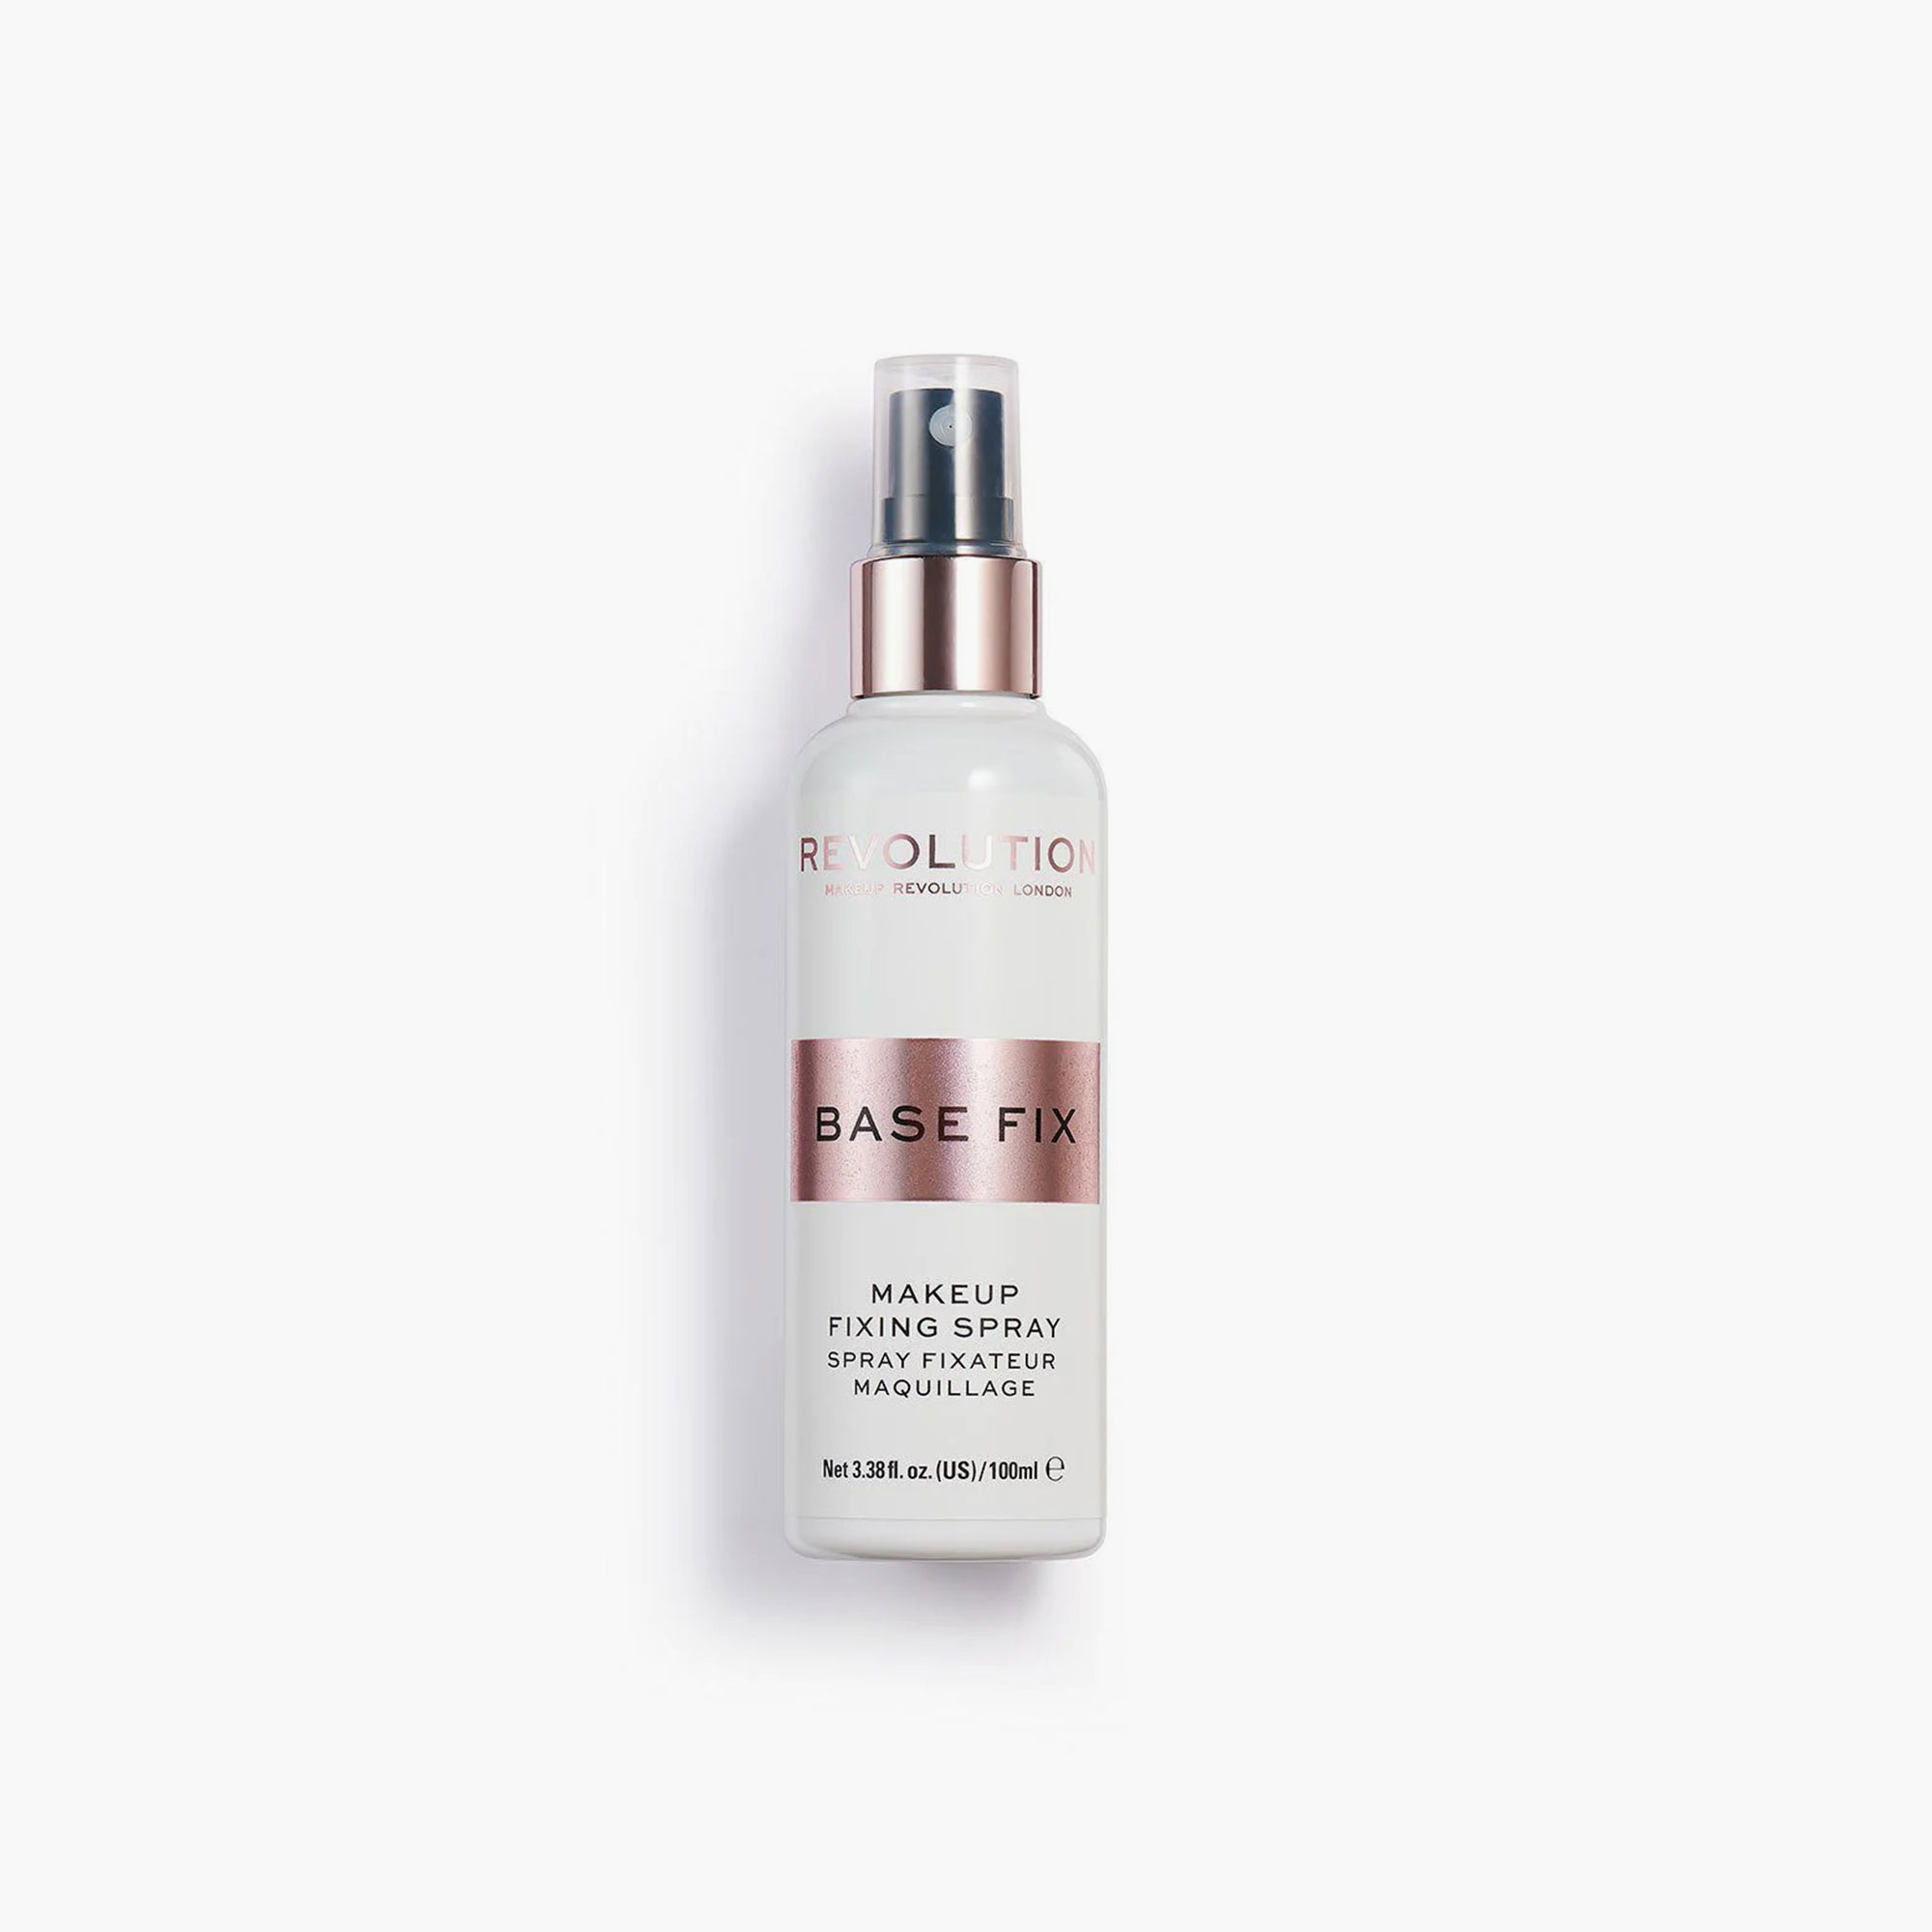 REVOLUTION
MAKEUP REVOLUTION LONDON
BASE FIX
MAKEUP
FIXING SPRAY
SPRAY FIXATEUR
MAQUILLAGE
Net 3.38 fl. oz. (US)/100ml ℮